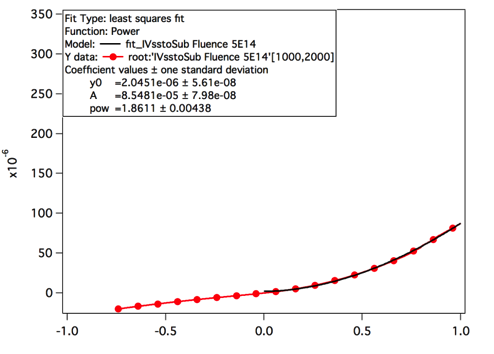 350
300
250
200
150
100
50
0
x10-6
Fit Type: least squares fit
Function: Power
Model: fit_IVsstoSub Fluence 5E14
Y data: root:'IVsstoSub Fluence 5E14'[1000,2000]
Coefficient values ± one standard deviation
y0 =2.0451e-06 ± 5.61e-08
A =8.5481e-05 ± 7.98e-08
pow =1.8611 ± 0.00438
-1.0 -0.5 0.0 0.5 1.0